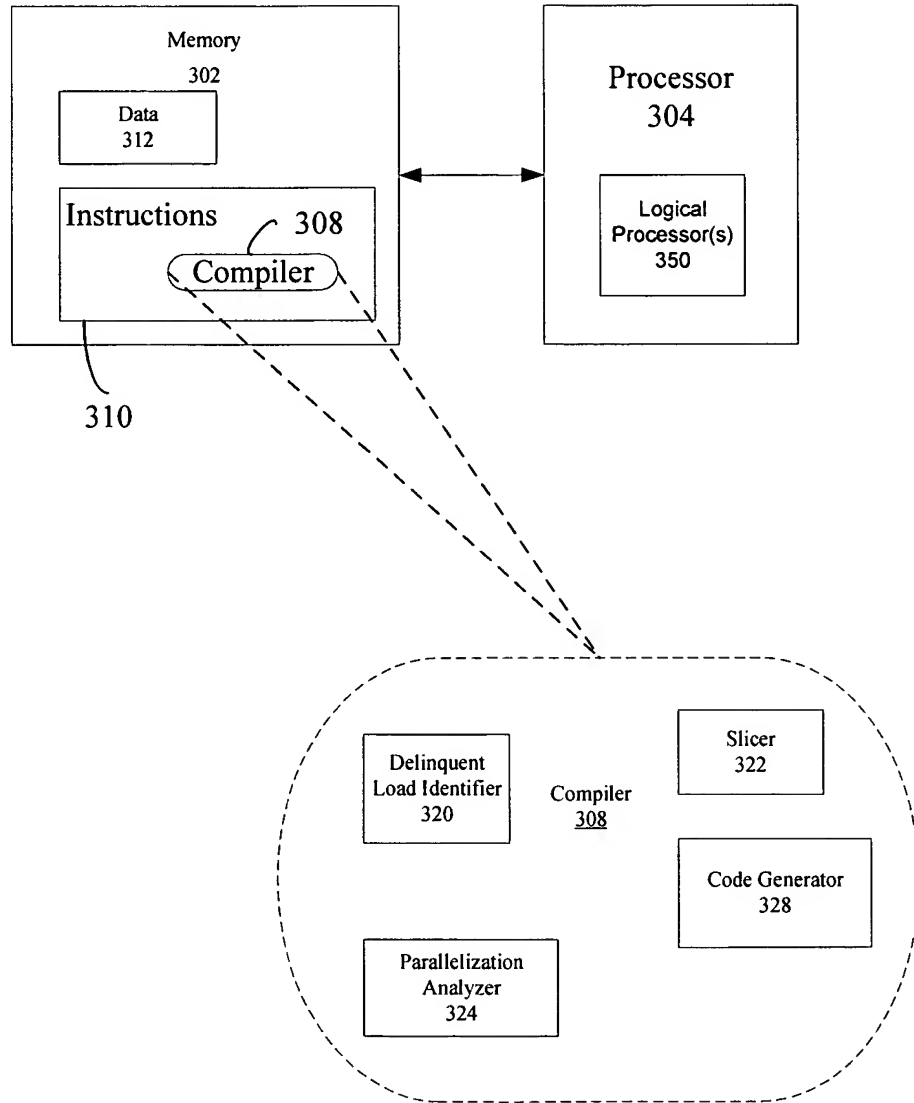 Memory
302
Data
312
Instructions
308
Compiler
310
Processor
304
Logical
Processor(s)
350
Delinquent
Load Identifier
320
Compiler
308
Slicer
322
Code Generator
328
Parallelization
Analyzer
324